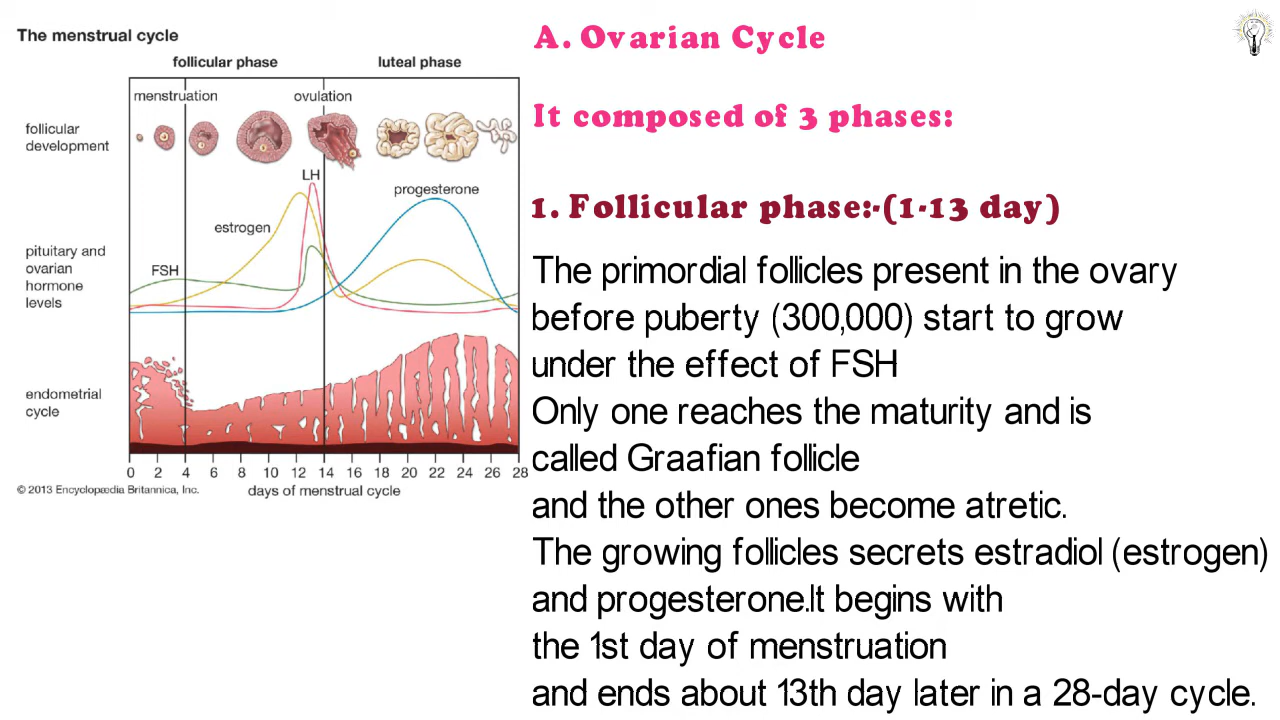 The menstrual cycle
follicular phase
luteal phase
menstruation
ovulation
follicular
development
LH
progesterone
estrogen
pituitary and
ovarian
hormone
levels
FSH
endometrial
cycle
0 2 4 6 8 10 12 14 16 18 20 22 24 26 28
days of menstrual cycle
© 2013 Encyclopædia Britannica, Inc.
A. Ovarian Cycle
It composed of 3 phases:
1. Follicular phase:-(1-13 day)
The primordial follicles present in the ovary
before puberty (300,000) start to grow
under the effect of FSH
Only one reaches the maturity and is
called Graafian follicle
and the other ones become atretic.
The growing follicles secrets estradiol (estrogen)
and progesterone.It begins with
the 1st day of menstruation
and ends about 13th day later in a 28-day cycle.